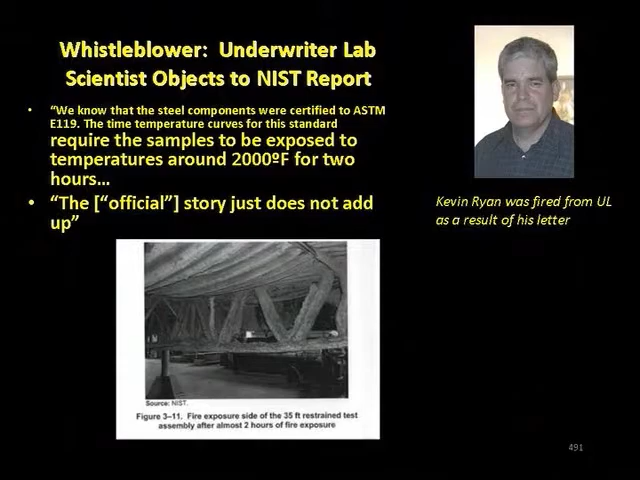 Whistleblower: Underwriter Lab
Scientist Objects to NIST Report
• “We know that the steel components were certified to ASTM
E119. The time temperature curves for this standard
require the samples to be exposed to
temperatures around 2000ºF for two
hours…
• “The [“official”] story just does not add
up”
Kevin Ryan was fired from UL
as a result of his letter
Source: NIST.
Figure 3–11. Fire exposure side of the 35 ft restrained test
assembly after almost 2 hours of fire exposure
491